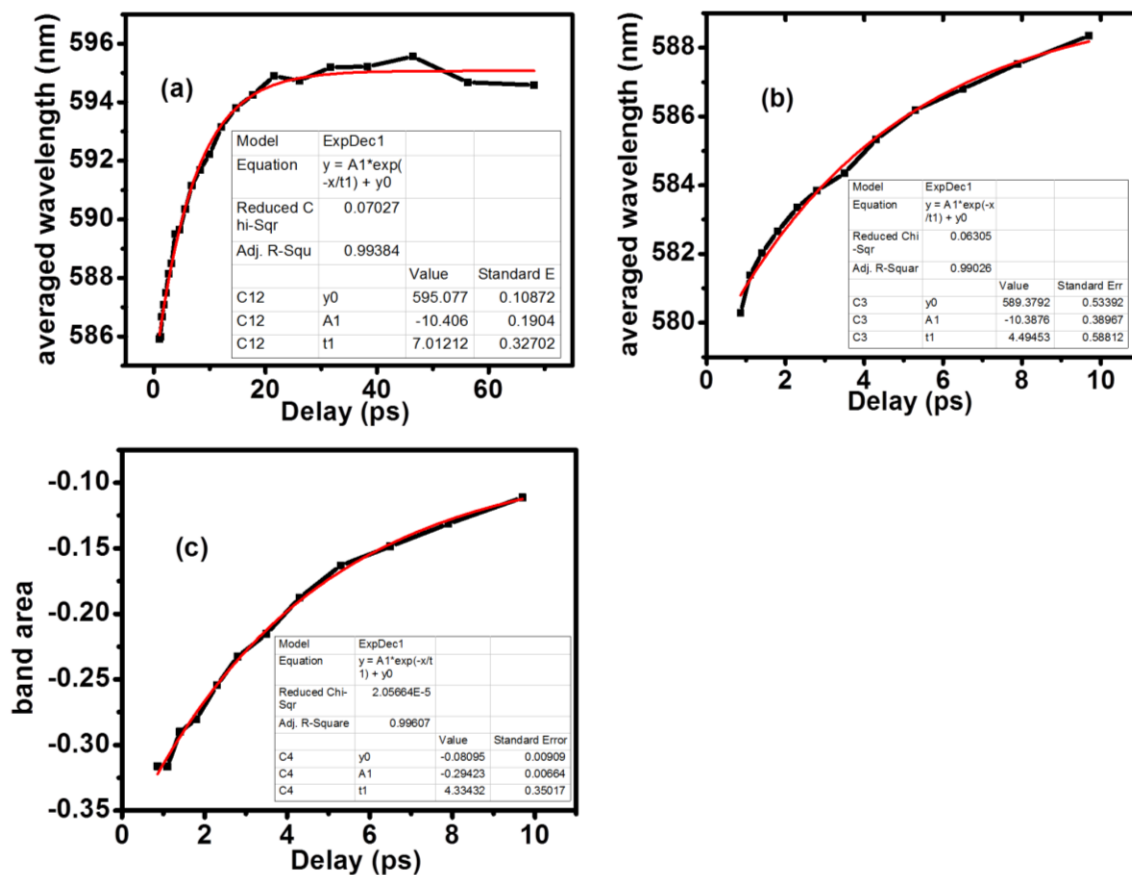 averaged wavelength (nm)
596
594
592
590
588
586
(a)
Model ExpDec1
Equation y = A1*exp(
-x/t1) + y0
Reduced C
hi-Sqr 0.07027
Adj. R-Squ 0.99384
Value Standard E
C12 y0 595.077 0.10872
C12 A1 -10.406 0.1904
C12 t1 7.01212 0.32702
0 20 40 60
Delay (ps)
averaged wavelength (nm)
588
586
584
582
580
(b)
Model ExpDec1
Equation y = A1*exp(-x
/t1) + y0
Reduced Chi
-Sqr 0.06305
Adj. R-Squar 0.99026
Value Standard Err
C3 y0 589.3792 0.53392
C3 A1 -10.3876 0.38967
C3 t1 4.49453 0.58812
0 2 4 6 8 10
Delay (ps)
band area
-0.10
-0.15
-0.20
-0.25
-0.30
-0.35
(c)
Model ExpDec1
Equation y = A1*exp(-x/t
1) + y0
Reduced Chi-
Sqr 2.05664E-5
Adj. R-Square 0.99607
Value Standard Error
C4 y0 -0.08095 0.00909
C4 A1 -0.29423 0.00664
C4 t1 4.33432 0.35017
0 2 4 6 8 10
Delay (ps)